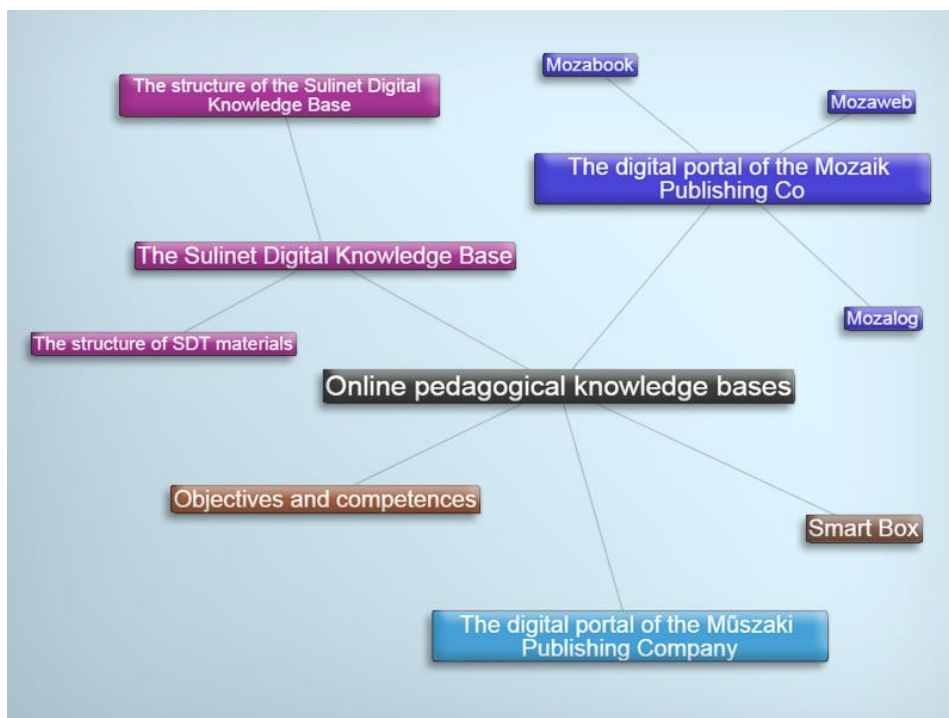 Mozabook
The structure of the Sulinet Digital
Knowledge Base
Mozaweb
The digital portal of the Mozaik
Publishing Co
The Sulinet Digital Knowledge Base
Mozalog
The structure of SDT materials
Online pedagogical knowledge bases
Objectives and competences
Smart Box
The digital portal of the Műszaki
Publishing Company